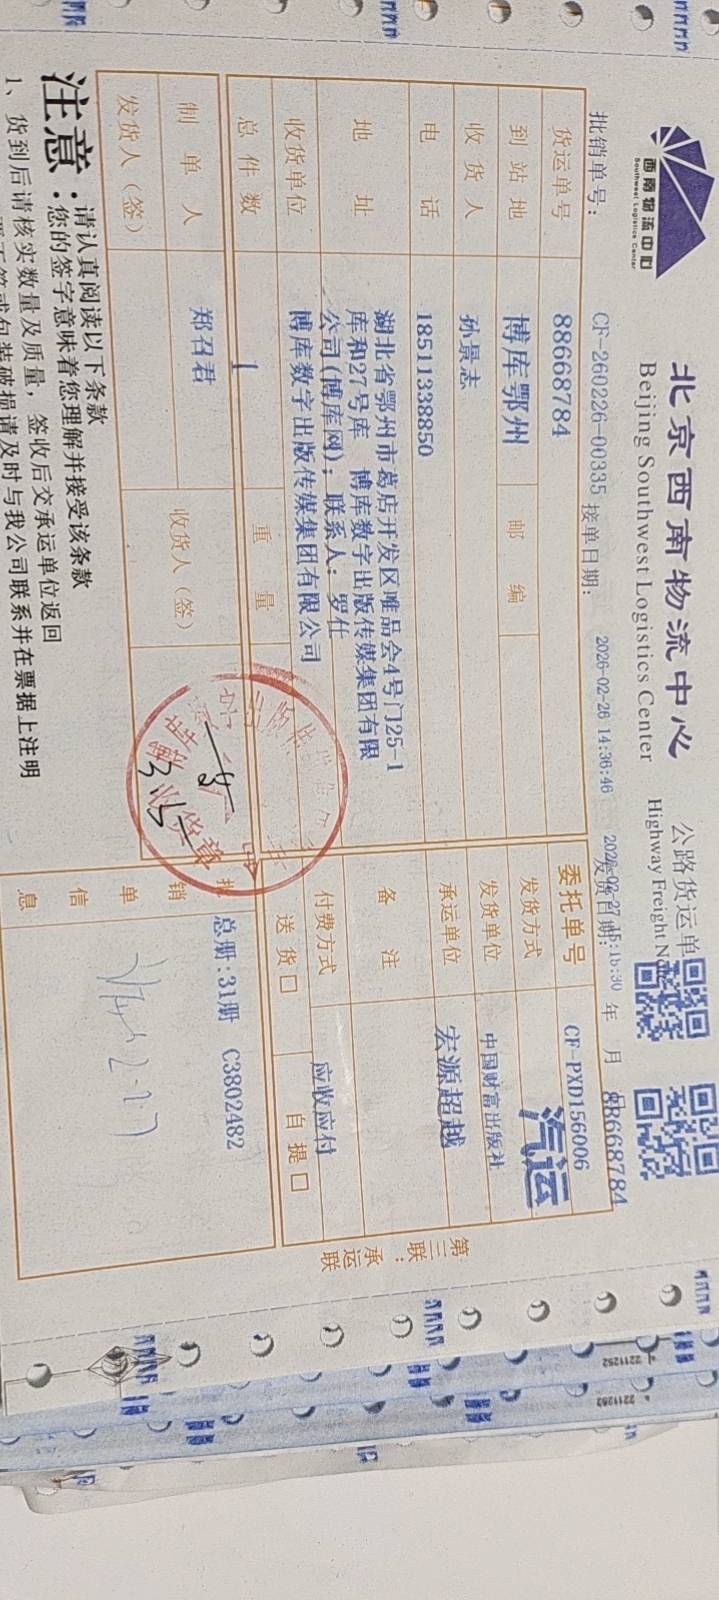 西南物流中心
Southwest Logistics Center
北京西南物流中心
Beijing Southwest Logistics Center
公路货运单
Highway Freight
批销单号：CF-260226-00335 接单日期：2026-02-26 14:36:46 发货日期： 年 月
88668784
货运单号 88668784 委托单号 CF-PXD156006
到站地 博库鄂州 邮编 发货方式 汽运
收货人 孙景志 发货单位 中国财富出版社
电话 18511338850 承运单位 宏源超越
地址 湖北省鄂州市葛店开发区唯品会4号门25-1
库和27号库 博库数字出版传媒集团有限
公司(博库网)；联系人：罗仕
备注
收货单位 博库数字出版传媒集团有限公司 付费方式 应收应付
总件数 1 重量 送货□ 自提□
制单人 郑召君 收货人（签）
发货人（签）
批销单信息 总册:31册 C3802482
收货章
3.5
第三联：承运联
注意：请认真阅读以下条款
您的签字意味着您理解并接受该条款
1、货到后请核实数量及质量，签收后交承运单位返回
破损请及时与我公司联系并在票据上注明